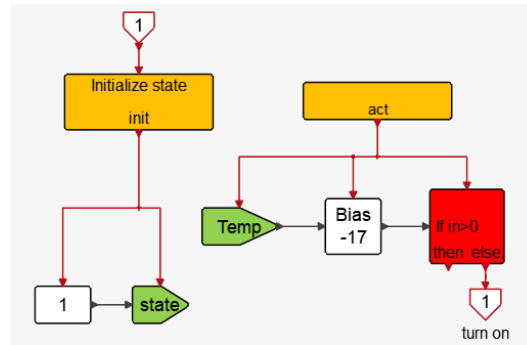 1
Initialize state
init
act
Temp
Bias
-17
If in>0
then else
1
state
1
turn on